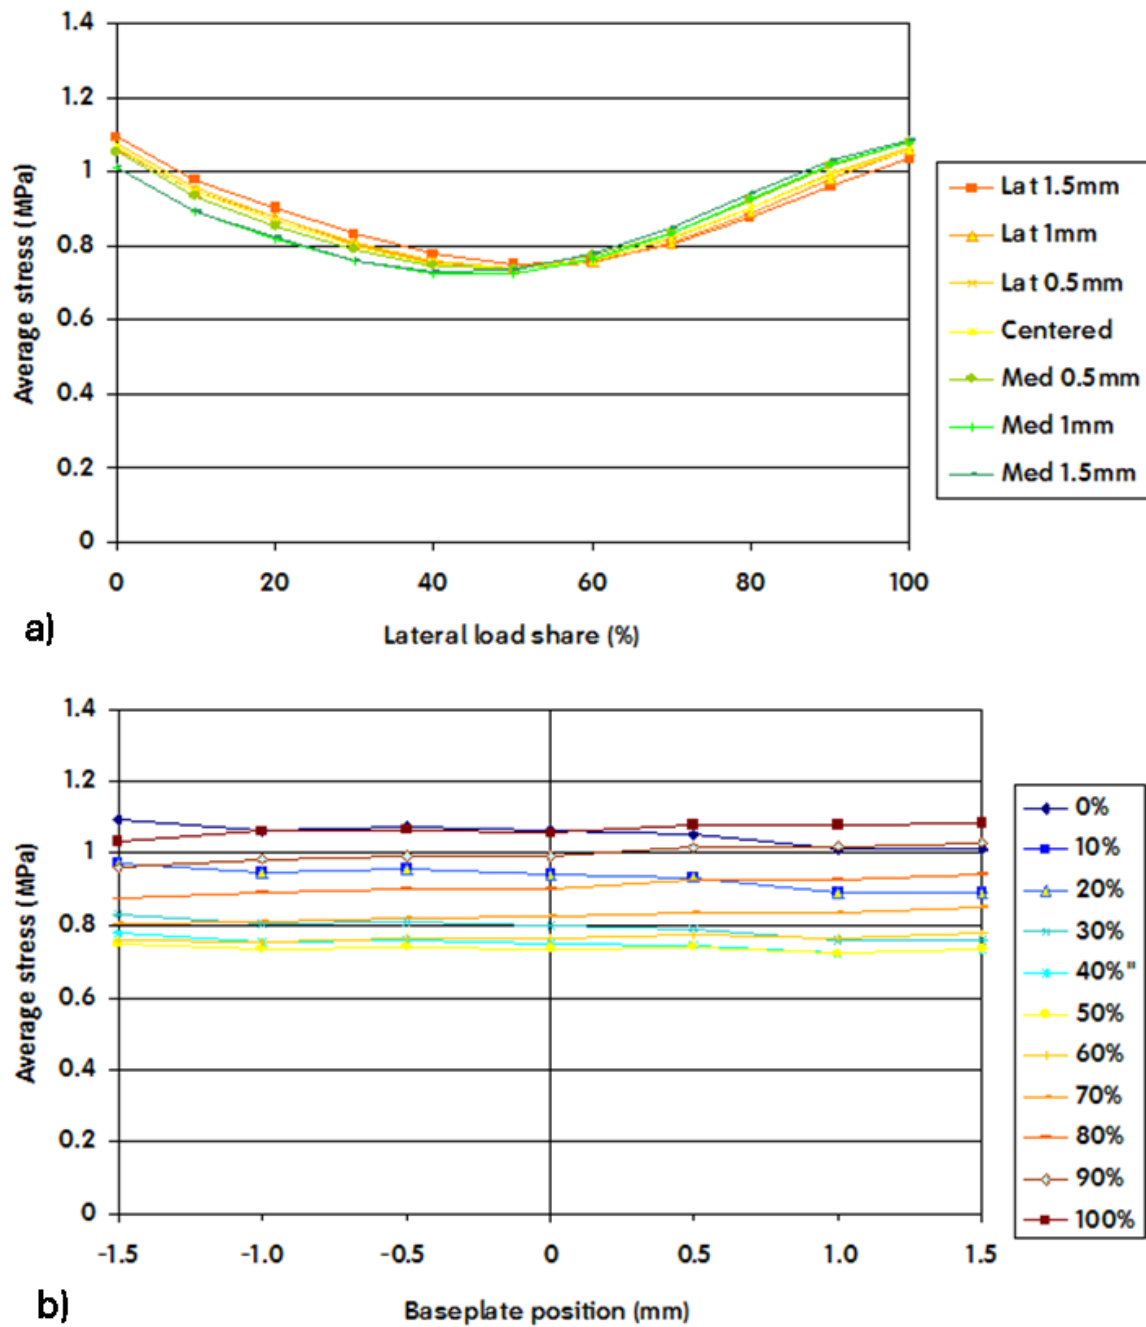 1.4
1.2
1
0.8
0.6
0.4
0.2
0
Average stress (MPa)
0 20 40 60 80 100
Lateral load share (%)
a)
Lat 1.5mm
Lat 1mm
Lat 0.5mm
Centered
Med 0.5mm
Med 1mm
Med 1.5mm
1.4
1.2
1
0.8
0.6
0.4
0.2
0
Average stress (MPa)
-1.5 -1.0 -0.5 0 0.5 1.0 1.5
Baseplate position (mm)
b)
0%
10%
20%
30%
40%"
50%
60%
70%
80%
90%
100%